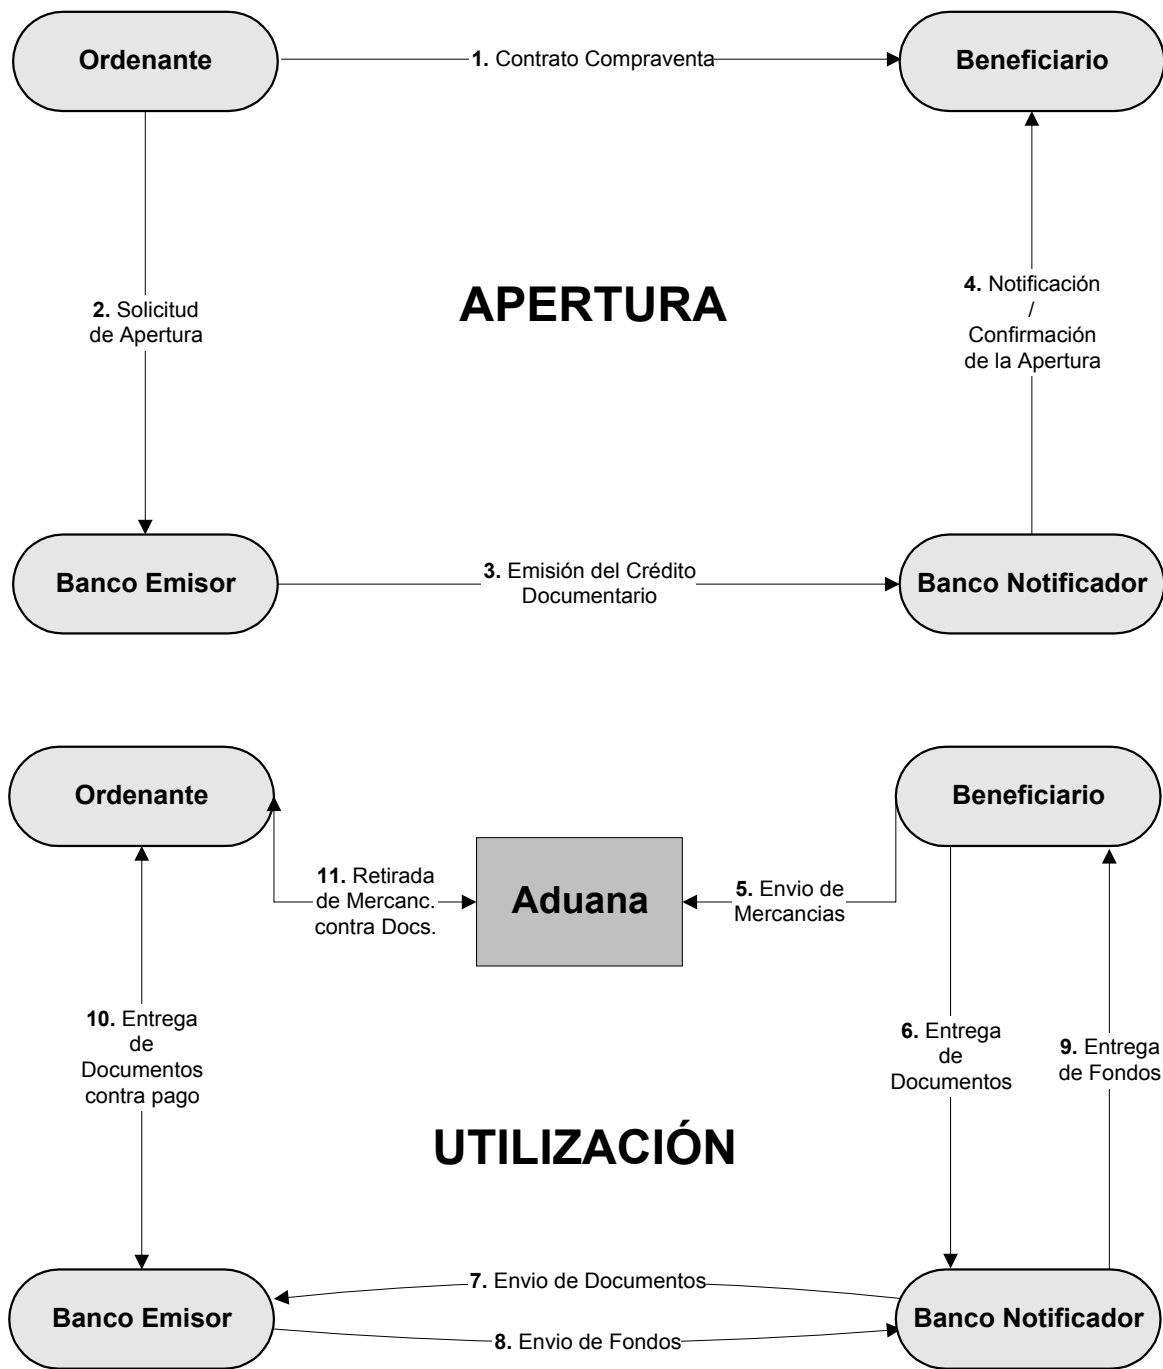 Ordenante
1. Contrato Compraventa
Beneficiario
2. Solicitud
de Apertura
APERTURA
4. Notificación
/
Confirmación
de la Apertura
Banco Emisor
3. Emisión del Crédito
Documentario
Banco Notificador
Ordenante
Beneficiario
11. Retirada
de Mercanc.
contra Docs.
Aduana
5. Envio de
Mercancias
10. Entrega
de
Documentos
contra pago
6. Entrega
de
Documentos
9. Entrega
de Fondos
UTILIZACIÓN
7. Envio de Documentos
Banco Emisor
Banco Notificador
8. Envio de Fondos